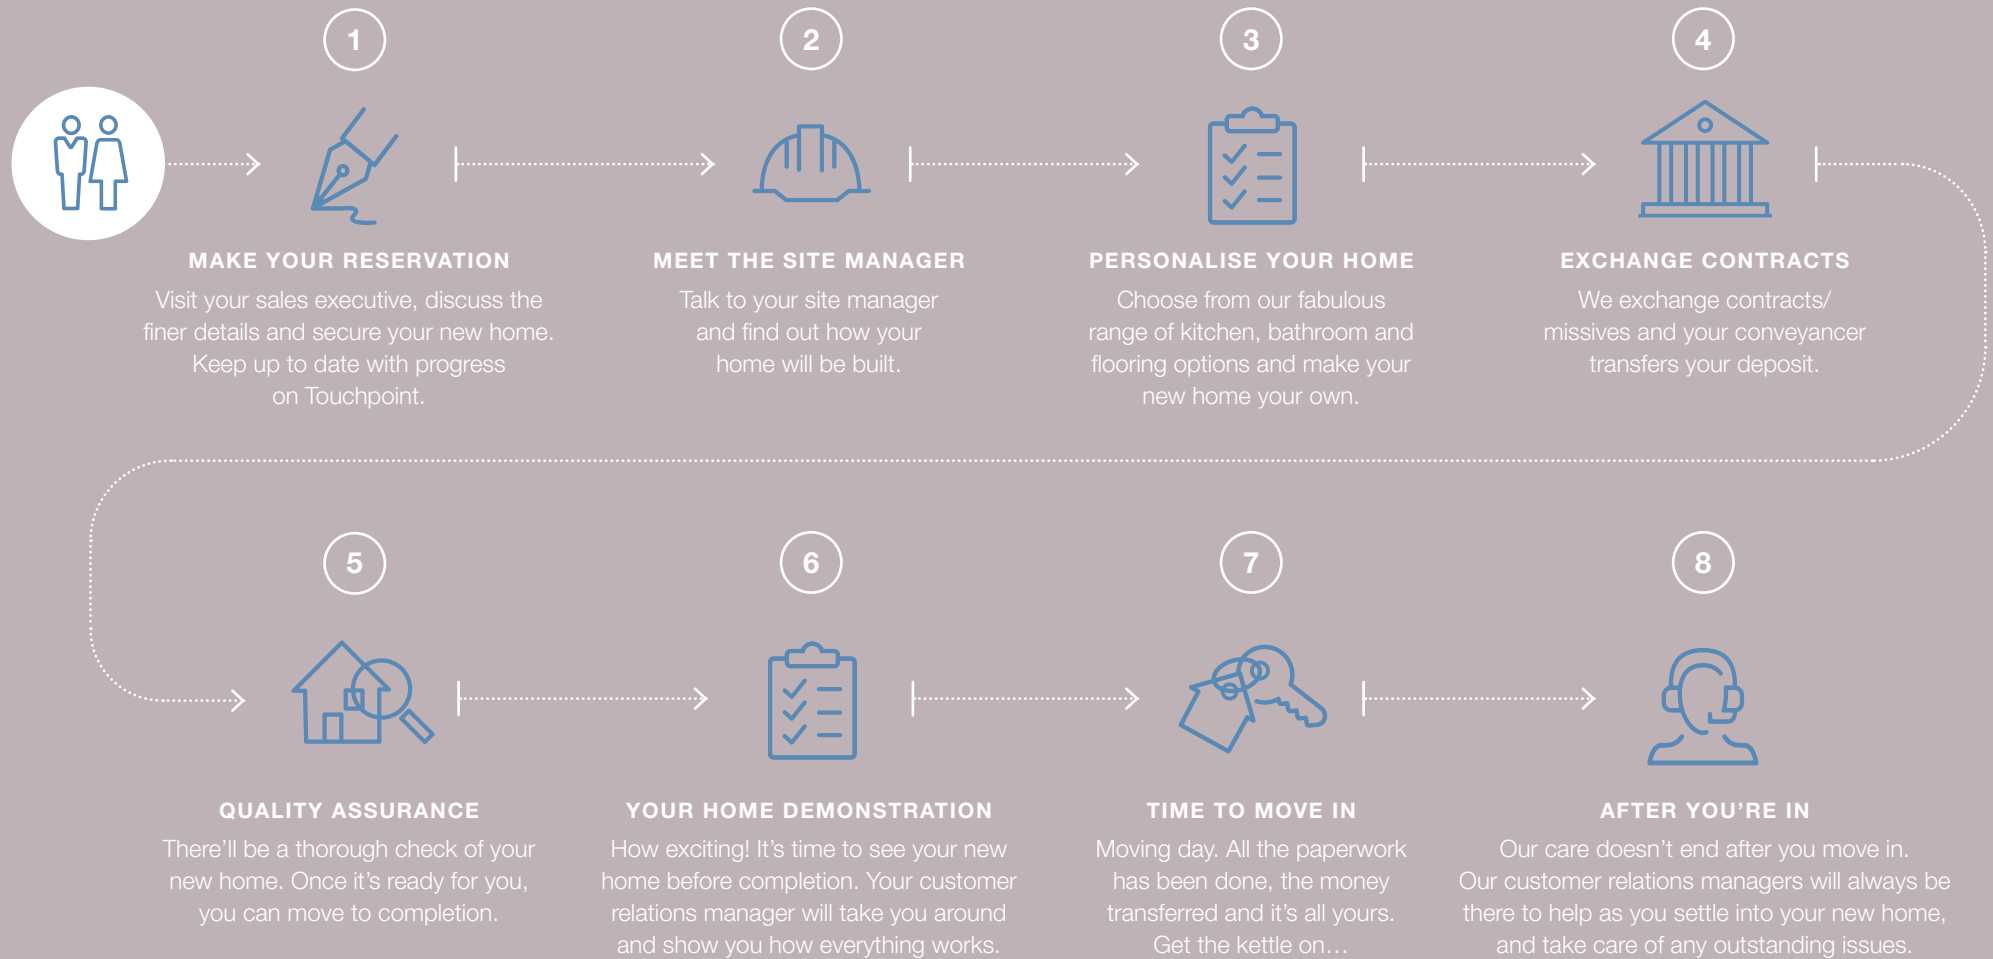 1
MAKE YOUR RESERVATION
Visit your sales executive, discuss the
finer details and secure your new home.
Keep up to date with progress
on Touchpoint.
2
MEET THE SITE MANAGER
Talk to your site manager
and find out how your
home will be built.
3
PERSONALISE YOUR HOME
Choose from our fabulous
range of kitchen, bathroom and
flooring options and make your
new home your own.
4
EXCHANGE CONTRACTS
We exchange contracts/
missives and your conveyancer
transfers your deposit.
5
QUALITY ASSURANCE
There’ll be a thorough check of your
new home. Once it’s ready for you,
you can move to completion.
6
YOUR HOME DEMONSTRATION
How exciting! It’s time to see your new
home before completion. Your customer
relations manager will take you around
and show you how everything works.
7
TIME TO MOVE IN
Moving day. All the paperwork
has been done, the money
transferred and it’s all yours.
Get the kettle on…
8
AFTER YOU’RE IN
Our care doesn’t end after you move in.
Our customer relations managers will always be
there to help as you settle into your new home,
and take care of any outstanding issues.